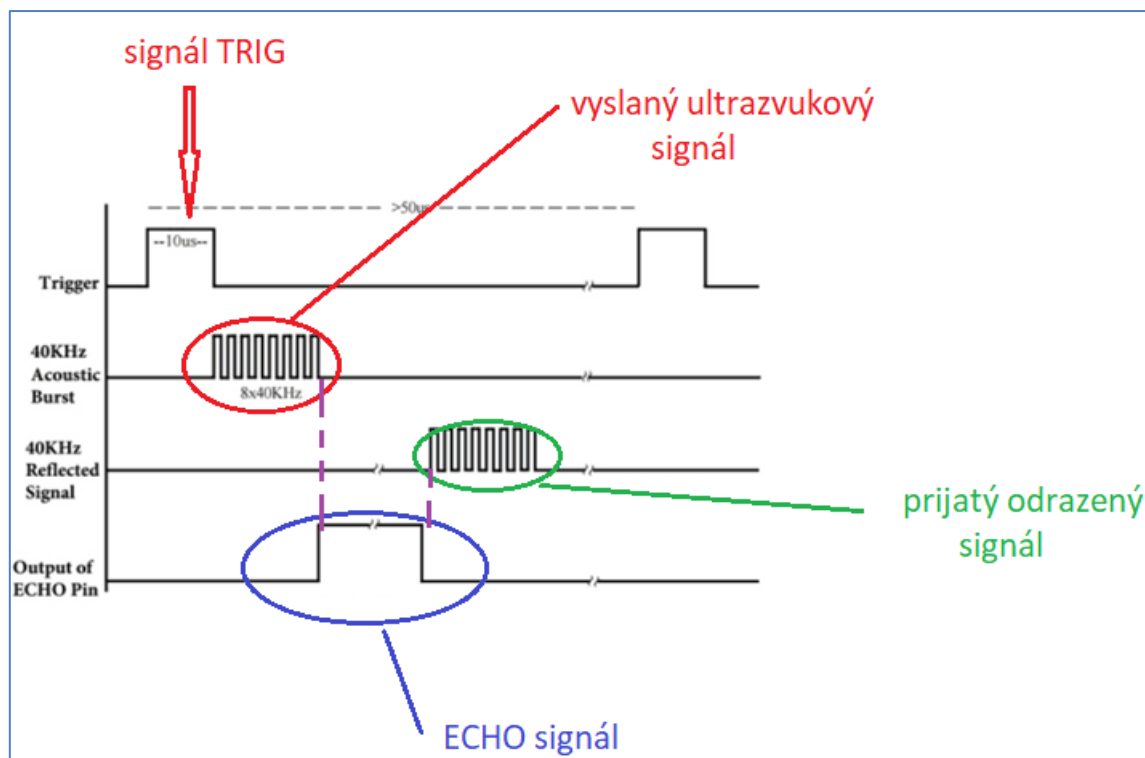 signál TRIG
vyslaný ultrazvukový
signál
>50us
--10us--
Trigger
40KHz
Acoustic
Burst
8x40KHz
40KHz
Reflected
Signal
prijatý odrazený
signál
Output of
ECHO Pin
ECHO signál